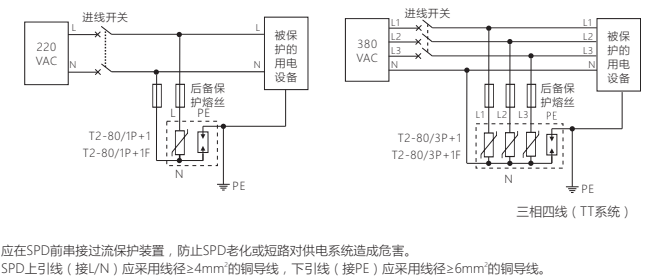 进线开关
L
220
VAC
N
L
N
被保
护的
用电
设备
后备保
护熔丝
L
PE
T2-80/1P+1
T2-80/1P+1F
N
PE
进线开关
380
VAC
L1
L2
L3
N
L1
L2
L3
N
被保
护的
用电
设备
后备保
护熔丝
L1
L2
L3
PE
T2-80/3P+1
T2-80/3P+1F
N
PE
三相四线（TT系统）
应在SPD前串接过流保护装置，防止SPD老化或短路对供电系统造成危害。
SPD上引线（接L/N）应采用线径≥4mm²的铜导线，下引线（接PE）应采用线径≥6mm²的铜导线。